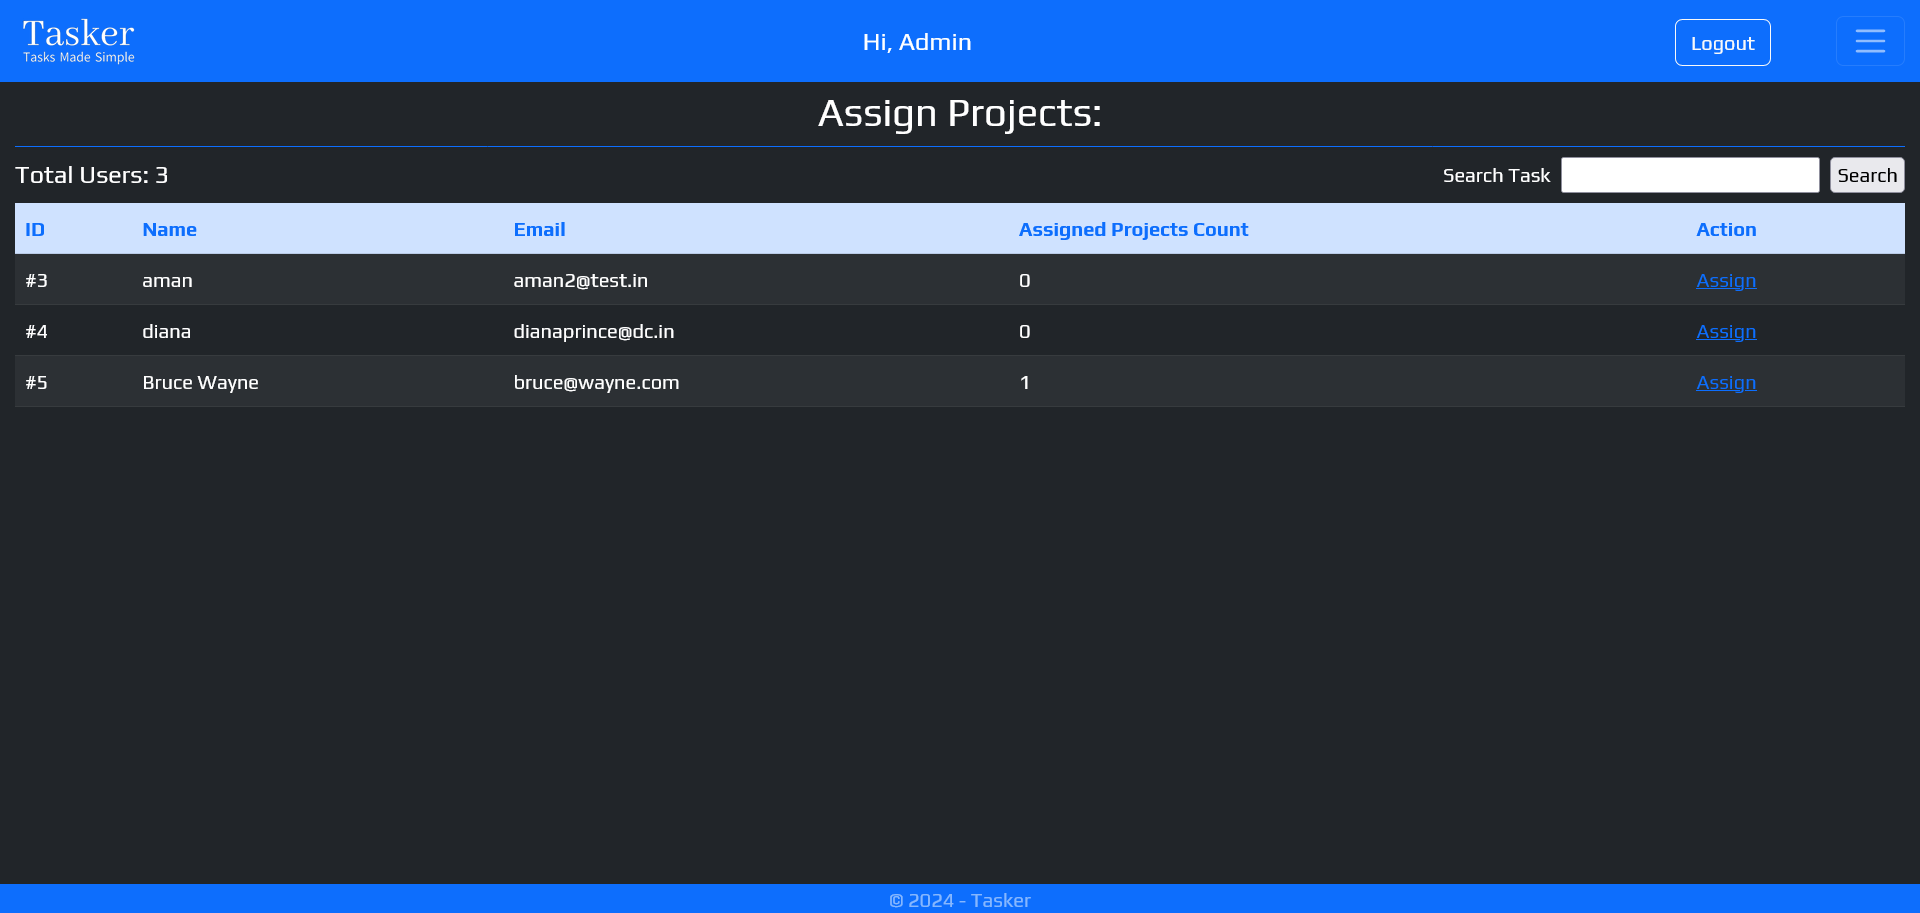 Tasker
Tasks Made Simple
Hi, Admin
Logout
Assign Projects:
Total Users: 3
Search Task Search
ID Name Email Assigned Projects Count Action
#3 aman aman2@test.in 0 Assign
#4 diana dianaprince@dc.in 0 Assign
#5 Bruce Wayne bruce@wayne.com 1 Assign
© 2024 - Tasker